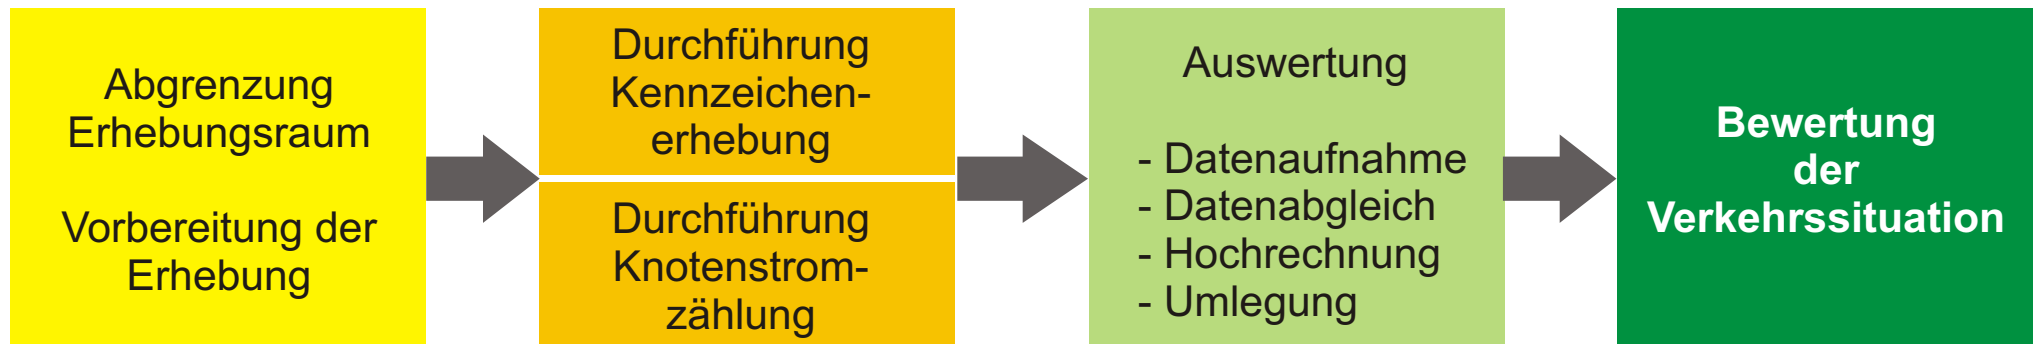 Abgrenzung
Erhebungsraum
Vorbereitung der
Erhebung
Durchführung
Kennzeichen-
erhebung
Durchführung
Knotenstrom-
zählung
Auswertung
- Datenaufnahme
- Datenabgleich
- Hochrechnung
- Umlegung
Bewertung
der
Verkehrssituation